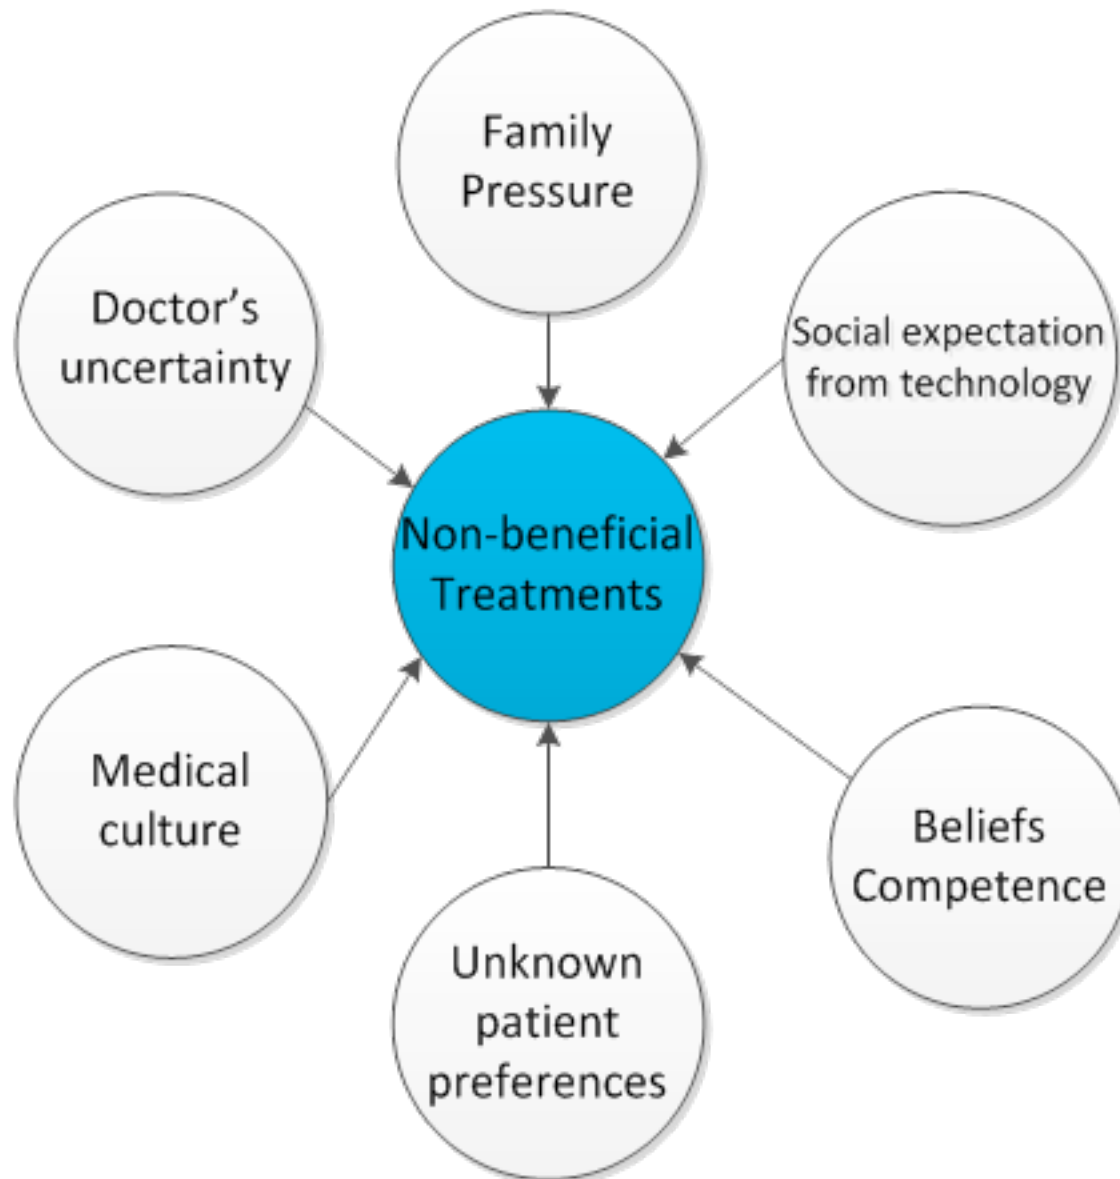 Family
Pressure
Doctor’s
uncertainty
Social expectation
from technology
Non-beneficial
Treatments
Medical
culture
Beliefs
Competence
Unknown
patient
preferences